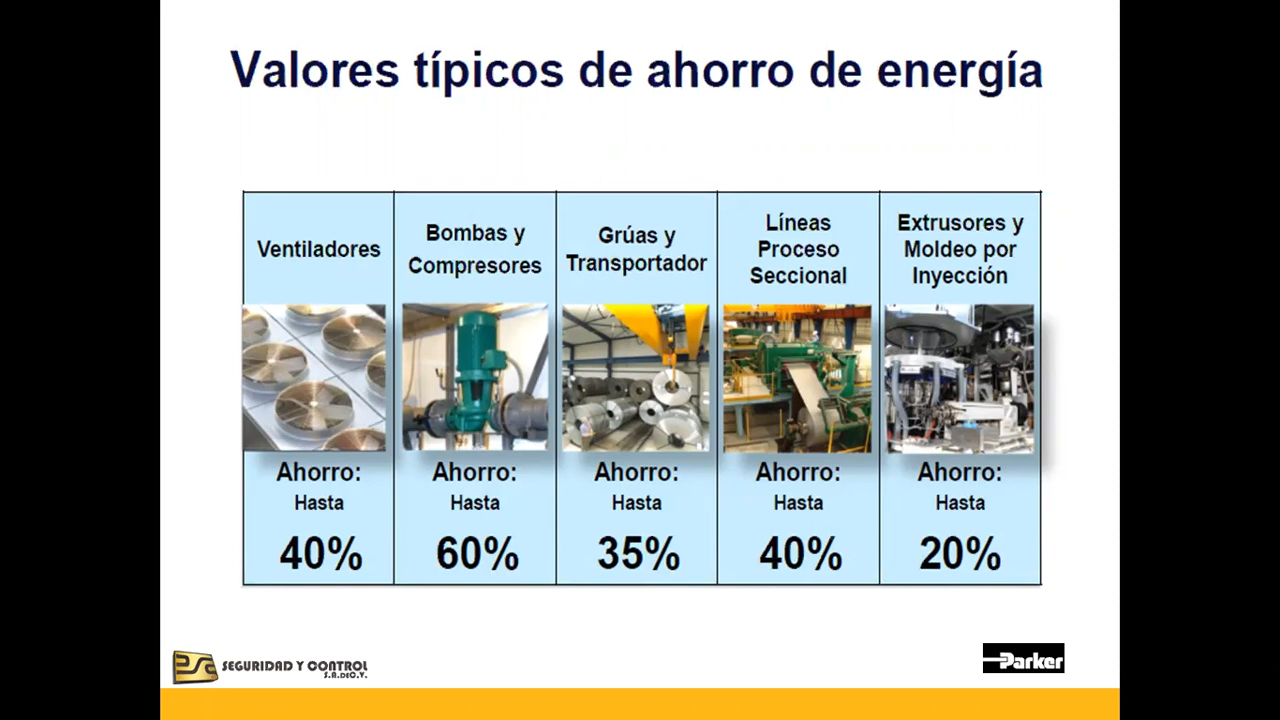 Valores típicos de ahorro de energía
Ventiladores
Bombas y
Compresores
Grúas y
Transportador
Líneas
Proceso
Seccional
Extrusores y
Moldeo por
Inyección
Ahorro:
Hasta
40%
Ahorro:
Hasta
60%
Ahorro:
Hasta
35%
Ahorro:
Hasta
40%
Ahorro:
Hasta
20%
SEGURIDAD Y CONTROL
S.A.DEC.V.
Parker